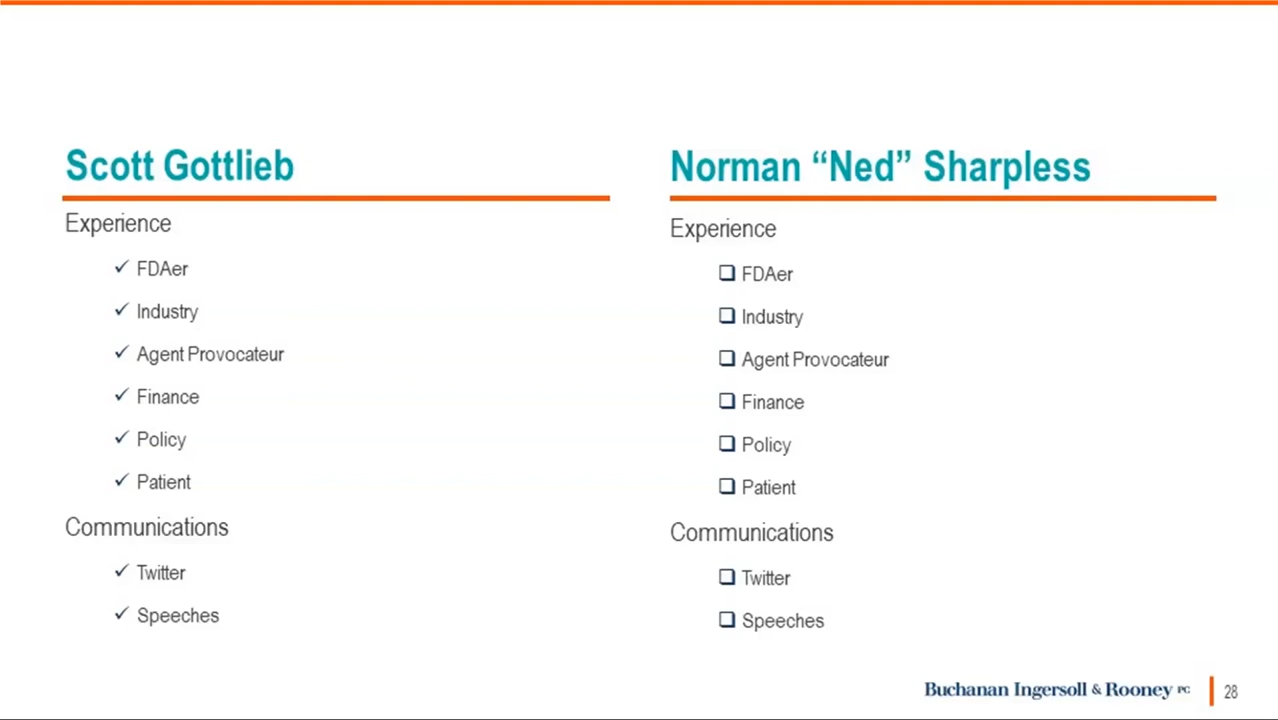 Scott Gottlieb
Experience
FDAer
Industry
Agent Provocateur
Finance
Policy
Patient
Communications
Twitter
Speeches
Norman “Ned” Sharpless
Experience
FDAer
Industry
Agent Provocateur
Finance
Policy
Patient
Communications
Twitter
Speeches
Buchanan Ingersoll & Rooney PC
28